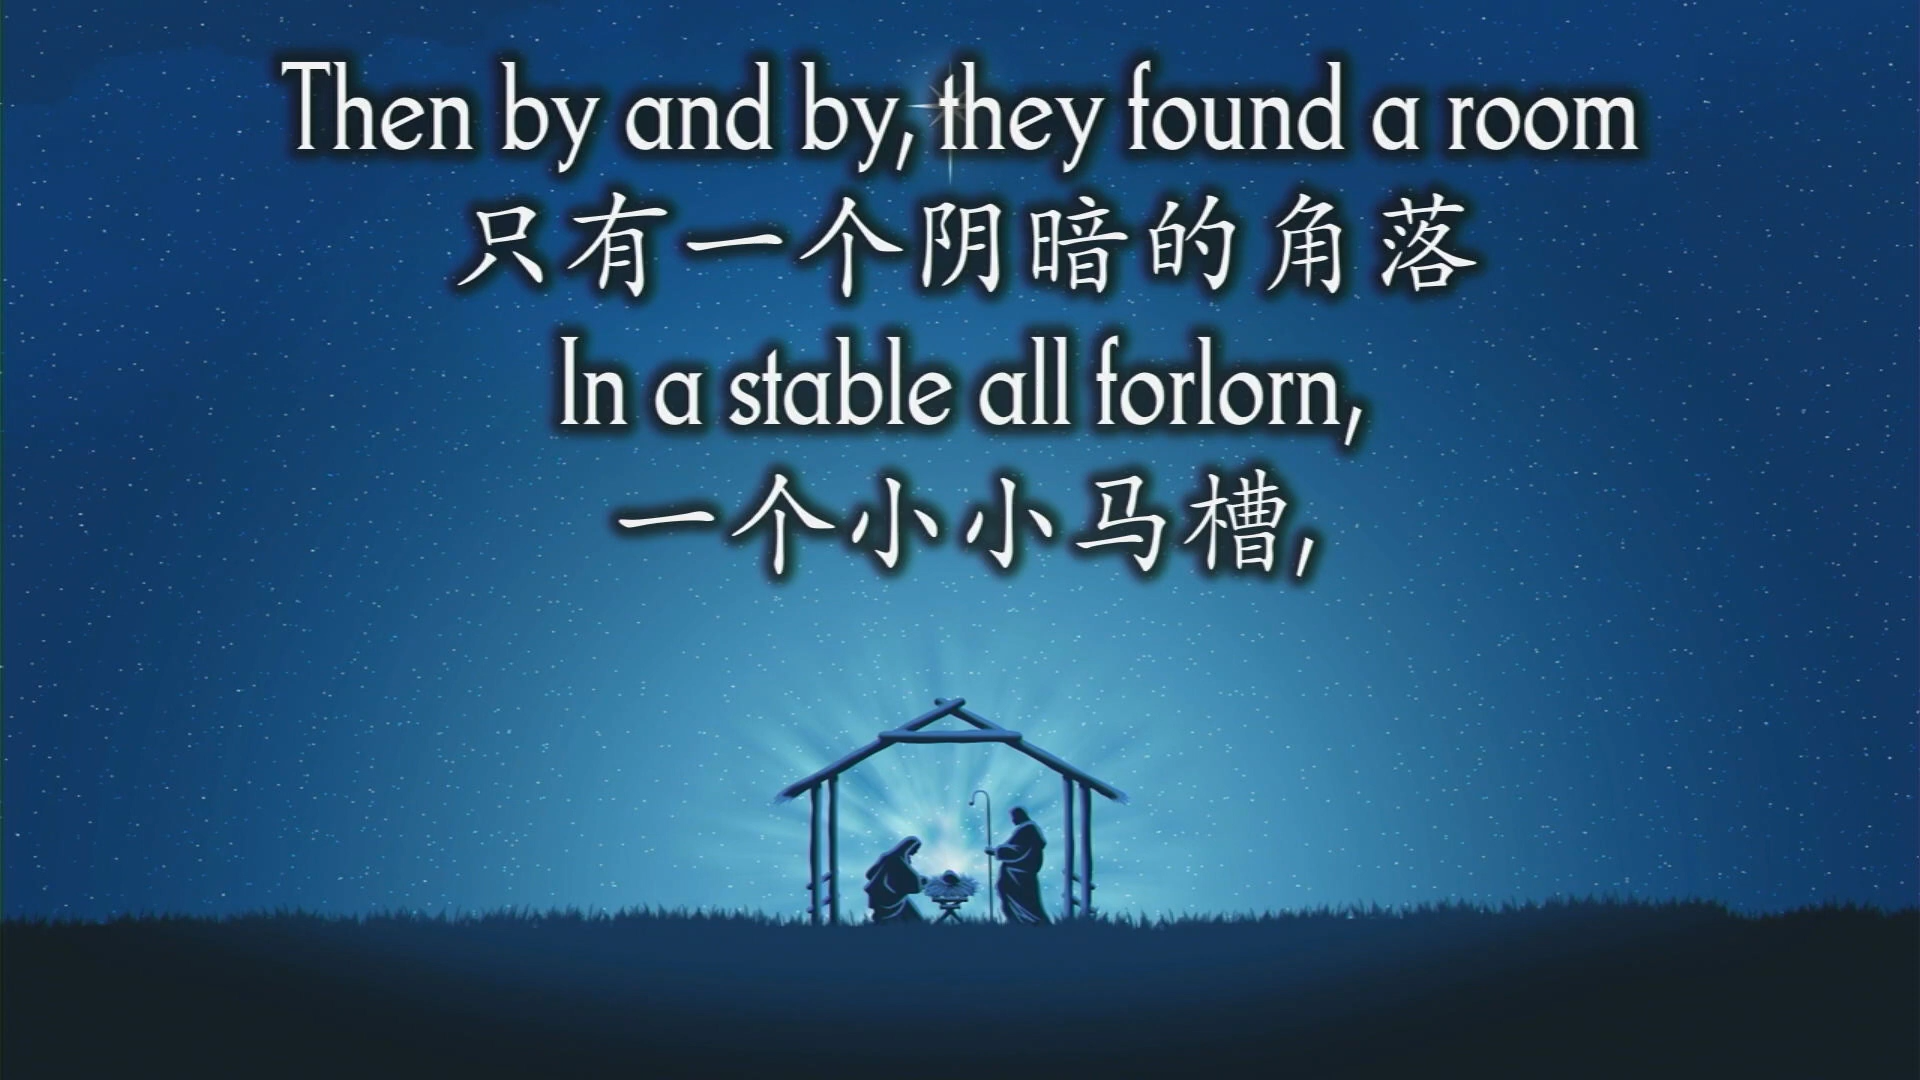 Then by and by, they found a room
只有一个阴暗的角落
In a stable all forlorn,
一个小小马槽,